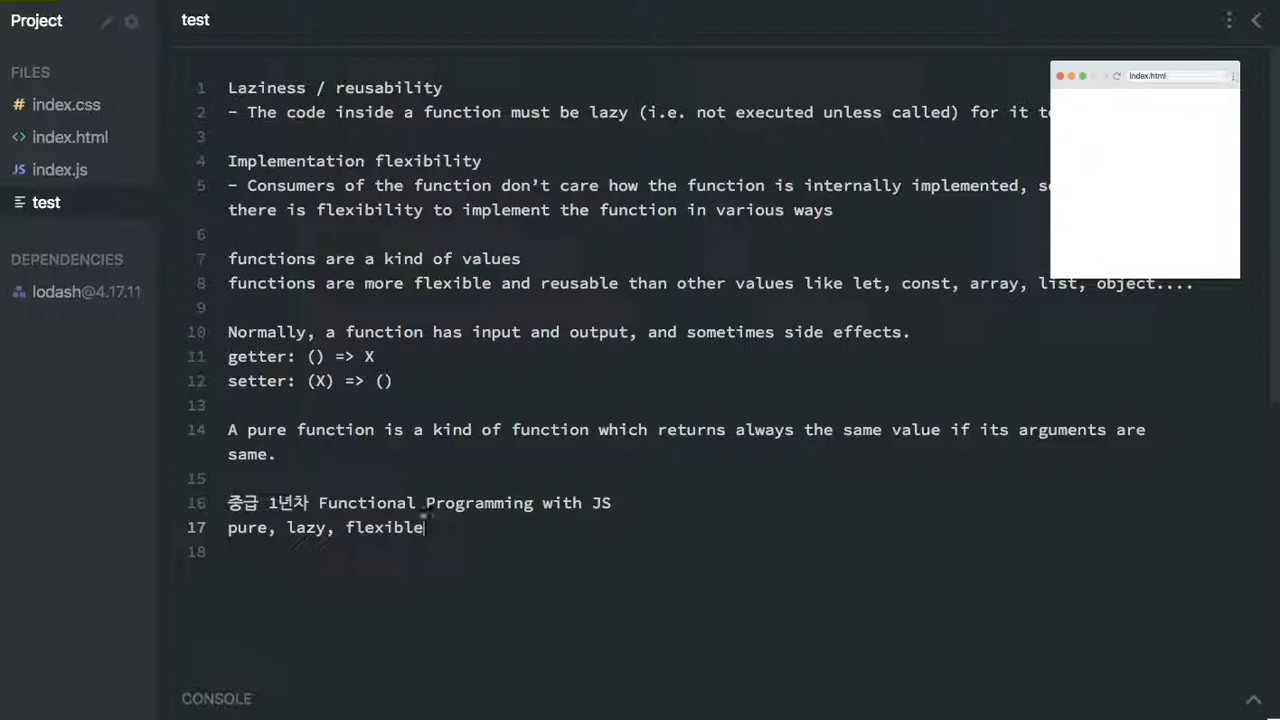 Project
test
FILES
index.css
index.html
JS index.js
test
DEPENDENCIES
lodash@4.17.11
1 Laziness / reusability
2 - The code inside a function must be lazy (i.e. not executed unless called) for it
3
4 Implementation flexibility
5 - Consumers of the function don't care how the function is internally implemented,
there is flexibility to implement the function in various ways
6
7 functions are a kind of values
8 functions are more flexible and reusable than other values like let, const, array, list, object....
9
10 Normally, a function has input and output, and sometimes side effects.
11 getter: () => X
12 setter: (X) => ()
13
14 A pure function is a kind of function which returns always the same value if its arguments are
same.
15
16 중급 1년차 Functional Programming with JS
17 pure, lazy, flexible
18
index.html
CONSOLE